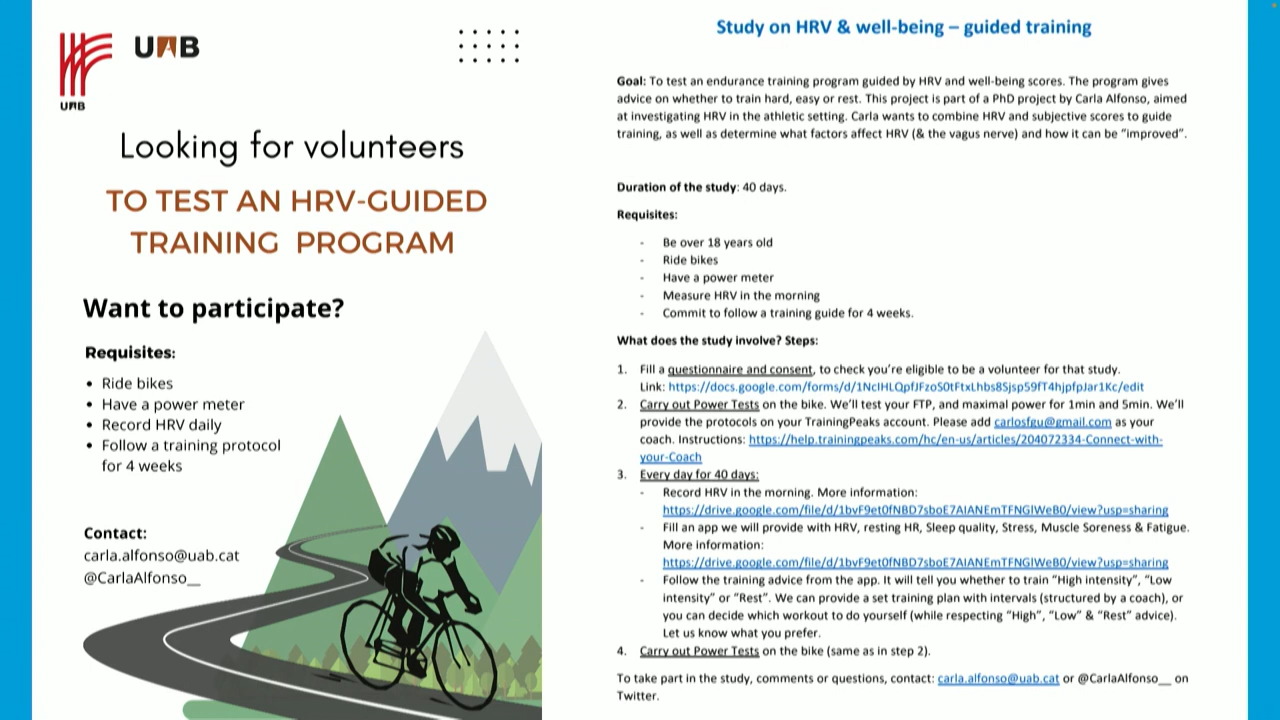 UAB
UAB
Looking for volunteers
TO TEST AN HRV-GUIDED
TRAINING PROGRAM
Want to participate?
Requisites:
• Ride bikes
• Have a power meter
• Record HRV daily
• Follow a training protocol
for 4 weeks
Contact:
carla.alfonso@uab.cat
@CarlaAlfonso__
Study on HRV & well-being – guided training
Goal: To test an endurance training program guided by HRV and well-being scores. The program gives
advice on whether to train hard, easy or rest. This project is part of a PhD project by Carla Alfonso, aimed
at investigating HRV in the athletic setting. Carla wants to combine HRV and subjective scores to guide
training, as well as determine what factors affect HRV (& the vagus nerve) and how it can be “improved”.
Duration of the study: 40 days.
Requisites:
- Be over 18 years old
- Ride bikes
- Have a power meter
- Measure HRV in the morning
- Commit to follow a training guide for 4 weeks.
What does the study involve? Steps:
1. Fill a questionnaire and consent, to check you’re eligible to be a volunteer for that study.
Link: https://docs.google.com/forms/d/1NcIHLQpfJFzoS0tFtxLhbs8Sjsp59fT4hjpfpJar1Kc/edit
2. Carry out Power Tests on the bike. We’ll test your FTP, and maximal power for 1min and 5min. We’ll
provide the protocols on your TrainingPeaks account. Please add carlosfgu@gmail.com as your
coach. Instructions: https://help.trainingpeaks.com/hc/en-us/articles/204072334-Connect-with-
your-Coach
3. Every day for 40 days:
- Record HRV in the morning. More information:
https://drive.google.com/file/d/1bvF9et0fNBD7sboE7AIANEmTFNGlWeB0/view?usp=sharing
- Fill an app we will provide with HRV, resting HR, Sleep quality, Stress, Muscle Soreness & Fatigue.
More information:
https://drive.google.com/file/d/1bvF9et0fNBD7sboE7AIANEmTFNGlWeB0/view?usp=sharing
- Follow the training advice from the app. It will tell you whether to train “High intensity”, “Low
intensity” or “Rest”. We can provide a set training plan with intervals (structured by a coach), or
you can decide which workout to do yourself (while respecting “High”, “Low” & “Rest” advice).
Let us know what you prefer.
4. Carry out Power Tests on the bike (same as in step 2).
To take part in the study, comments or questions, contact: carla.alfonso@uab.cat or @CarlaAlfonso__ on
Twitter.